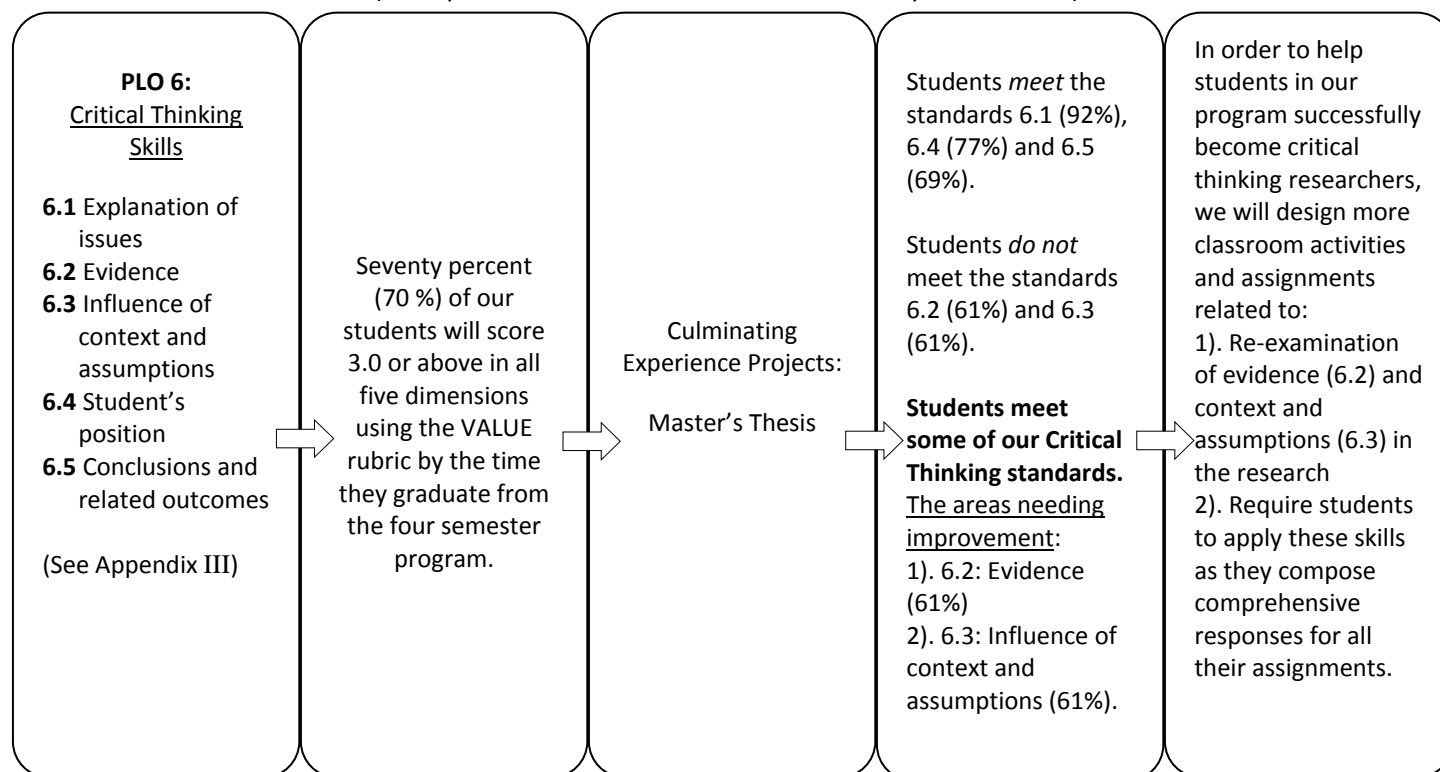 PLO 6:
Critical Thinking
Skills
6.1 Explanation of
issues
6.2 Evidence
6.3 Influence of
context and
assumptions
6.4 Student’s
position
6.5 Conclusions and
related outcomes
(See Appendix III)
Seventy percent
(70 %) of our
students will score
3.0 or above in all
five dimensions
using the VALUE
rubric by the time
they graduate from
the four semester
program.
Culminating
Experience Projects:
Master’s Thesis
Students meet the
standards 6.1 (92%),
6.4 (77%) and 6.5
(69%).
Students do not
meet the standards
6.2 (61%) and 6.3
(61%).
Students meet
some of our Critical
Thinking standards.
The areas needing
improvement:
1). 6.2: Evidence
(61%)
2). 6.3: Influence of
context and
assumptions (61%).
In order to help
students in our
program successfully
become critical
thinking researchers,
we will design more
classroom activities
and assignments
related to:
1). Re-examination
of evidence (6.2) and
context and
assumptions (6.3) in
the research
2). Require students
to apply these skills
as they compose
comprehensive
responses for all
their assignments.